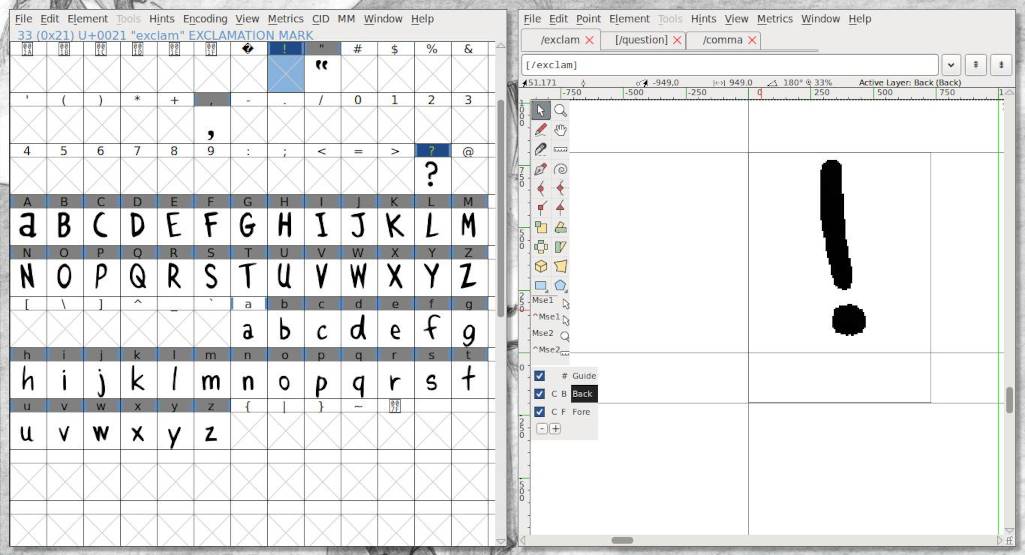 File Edit Element Tools Hints Encoding View Metrics CID MM Window Help
33 (0x21) U+0021 "exclam" EXCLAMATION MARK
! " # $ % &
"
' ( ) * + , - . / 0 1 2 3
,
4 5 6 7 8 9 : ; < = > ? @
?
A B C D E F G H I J K L M
a B C D E F G H I J K L M
N O P Q R S T U V W X Y Z
N O P Q R S T U V W X Y Z
[ \ ] ^ _ ` a b c d e f g
a b c d e f g
h i j k l m n o p q r s t
h i j k l m n o p q r s t
u v w x y z { | } ~
u v w x y z
File Edit Point Element Tools Hints View Metrics Window Help
/exclam [/question] /comma
[/exclam]
51,171 -949,0 949.0 180° @ 33% Active Layer: Back (Back)
-750 -500 -250 0 250 500 750 1000
!
Mse1
^Mse1
Mse2
^Mse2
# Guide
C B Back
C F Fore